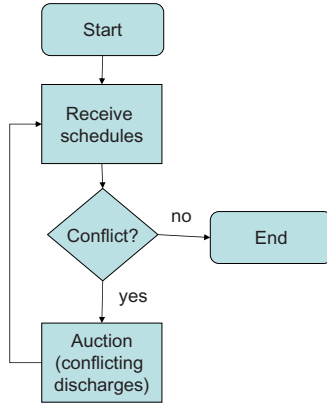 Start
Receive
schedules
Conflict?
no
End
yes
Auction
(conflicting
discharges)